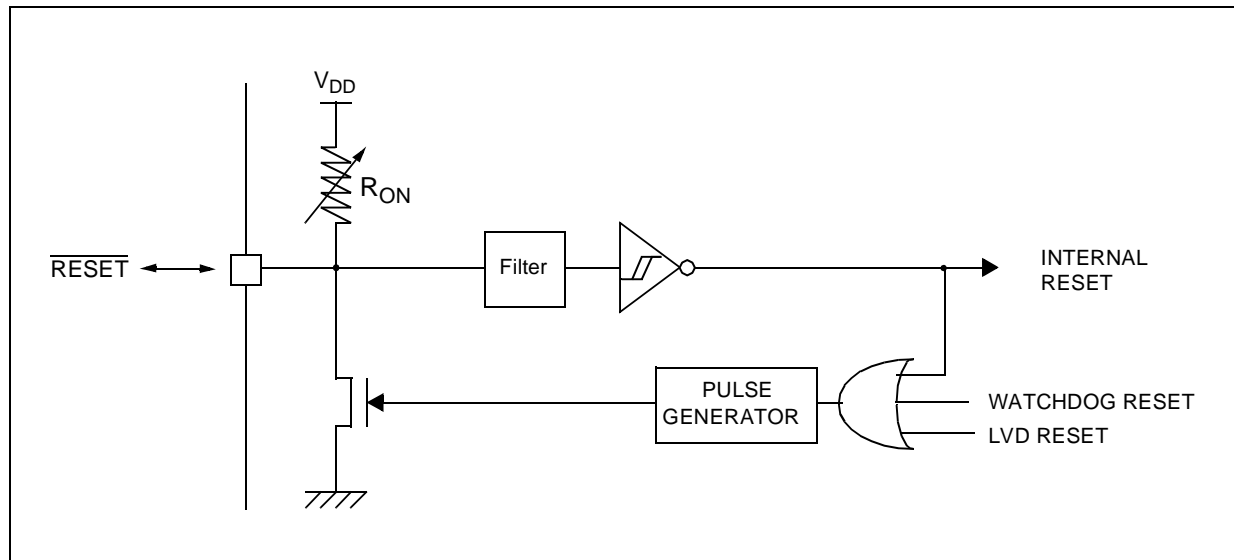 V_DD
R_ON
RESET
Filter
INTERNAL
RESET
PULSE
GENERATOR
WATCHDOG RESET
LVD RESET